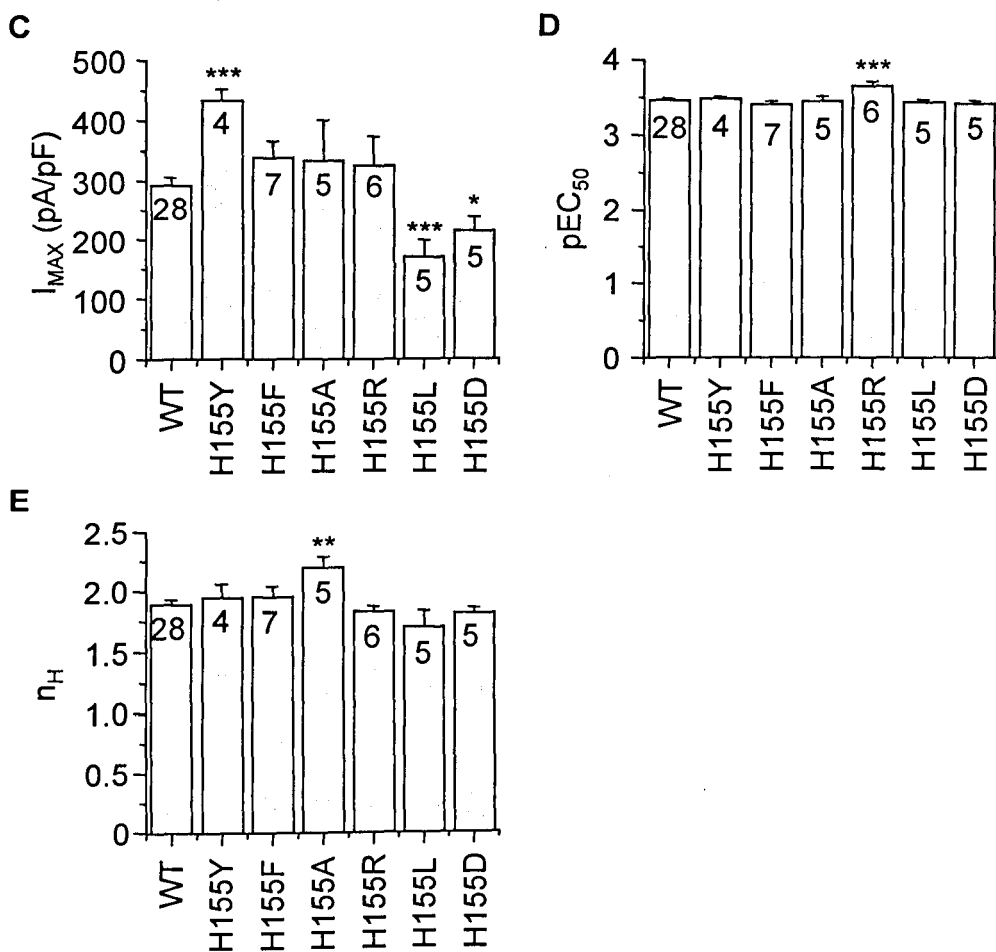 C
I_MAX (pA/pF)
500
400
300
200
100
0
28
***
4
7
5
6
***
5
*
5
WT
H155Y
H155F
H155A
H155R
H155L
H155D
D
pEC_50
4
3
2
1
0
28
4
7
5
***
6
5
5
WT
H155Y
H155F
H155A
H155R
H155L
H155D
E
n_H
2.5
2.0
1.5
1.0
0.5
0
28
4
7
**
5
6
5
5
WT
H155Y
H155F
H155A
H155R
H155L
H155D